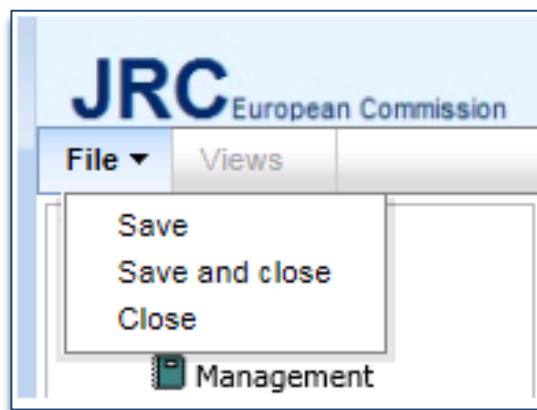 JRC European Commission
File Views
Save
Save and close
Close
Management